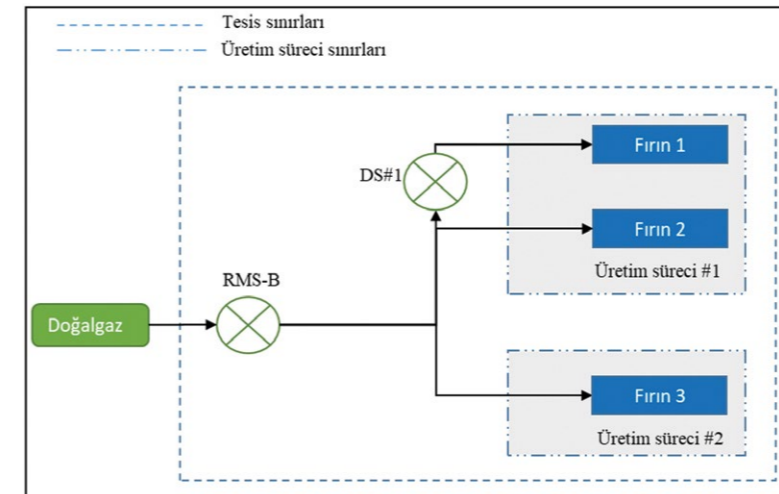 Tesis sınırları
Üretim süreci sınırları
DS#1
Fırın 1
Fırın 2
Üretim süreci #1
RMS-B
Doğalgaz
Fırın 3
Üretim süreci #2